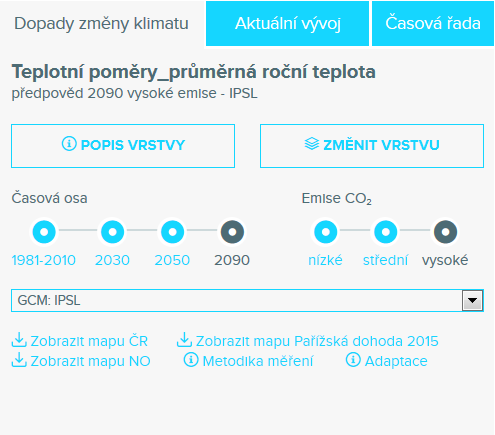 Dopady změny klimatu Aktuální vývoj Časová řada
Teplotní poměry_průměrná roční teplota
předpověd 2090 vysoké emise - IPSL
POPIS VRSTVY ZMĚNIT VRSTVU
Časová osa Emise CO₂
1981-2010 2030 2050 2090 nízké střední vysoké
GCM: IPSL
Zobrazit mapu ČR Zobrazit mapu Pařížská dohoda 2015
Zobrazit mapu NO Metodika měření Adaptace